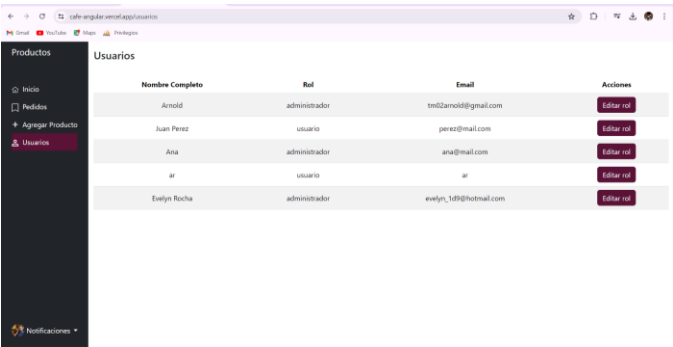 cafe-angular.vercel.app/usuarios
Gmail YouTube Maps Privilegios
Productos
Inicio
Pedidos
Agregar Producto
Usuarios
Notificaciones
Usuarios
Nombre Completo Rol Email Acciones
Arnold administrador tm02arnold@gmail.com Editar rol
Juan Perez usuario perez@mail.com Editar rol
Ana administrador ana@mail.com Editar rol
ar usuario ar Editar rol
Evelyn Rocha administrador evelyn_1d9@hotmail.com Editar rol